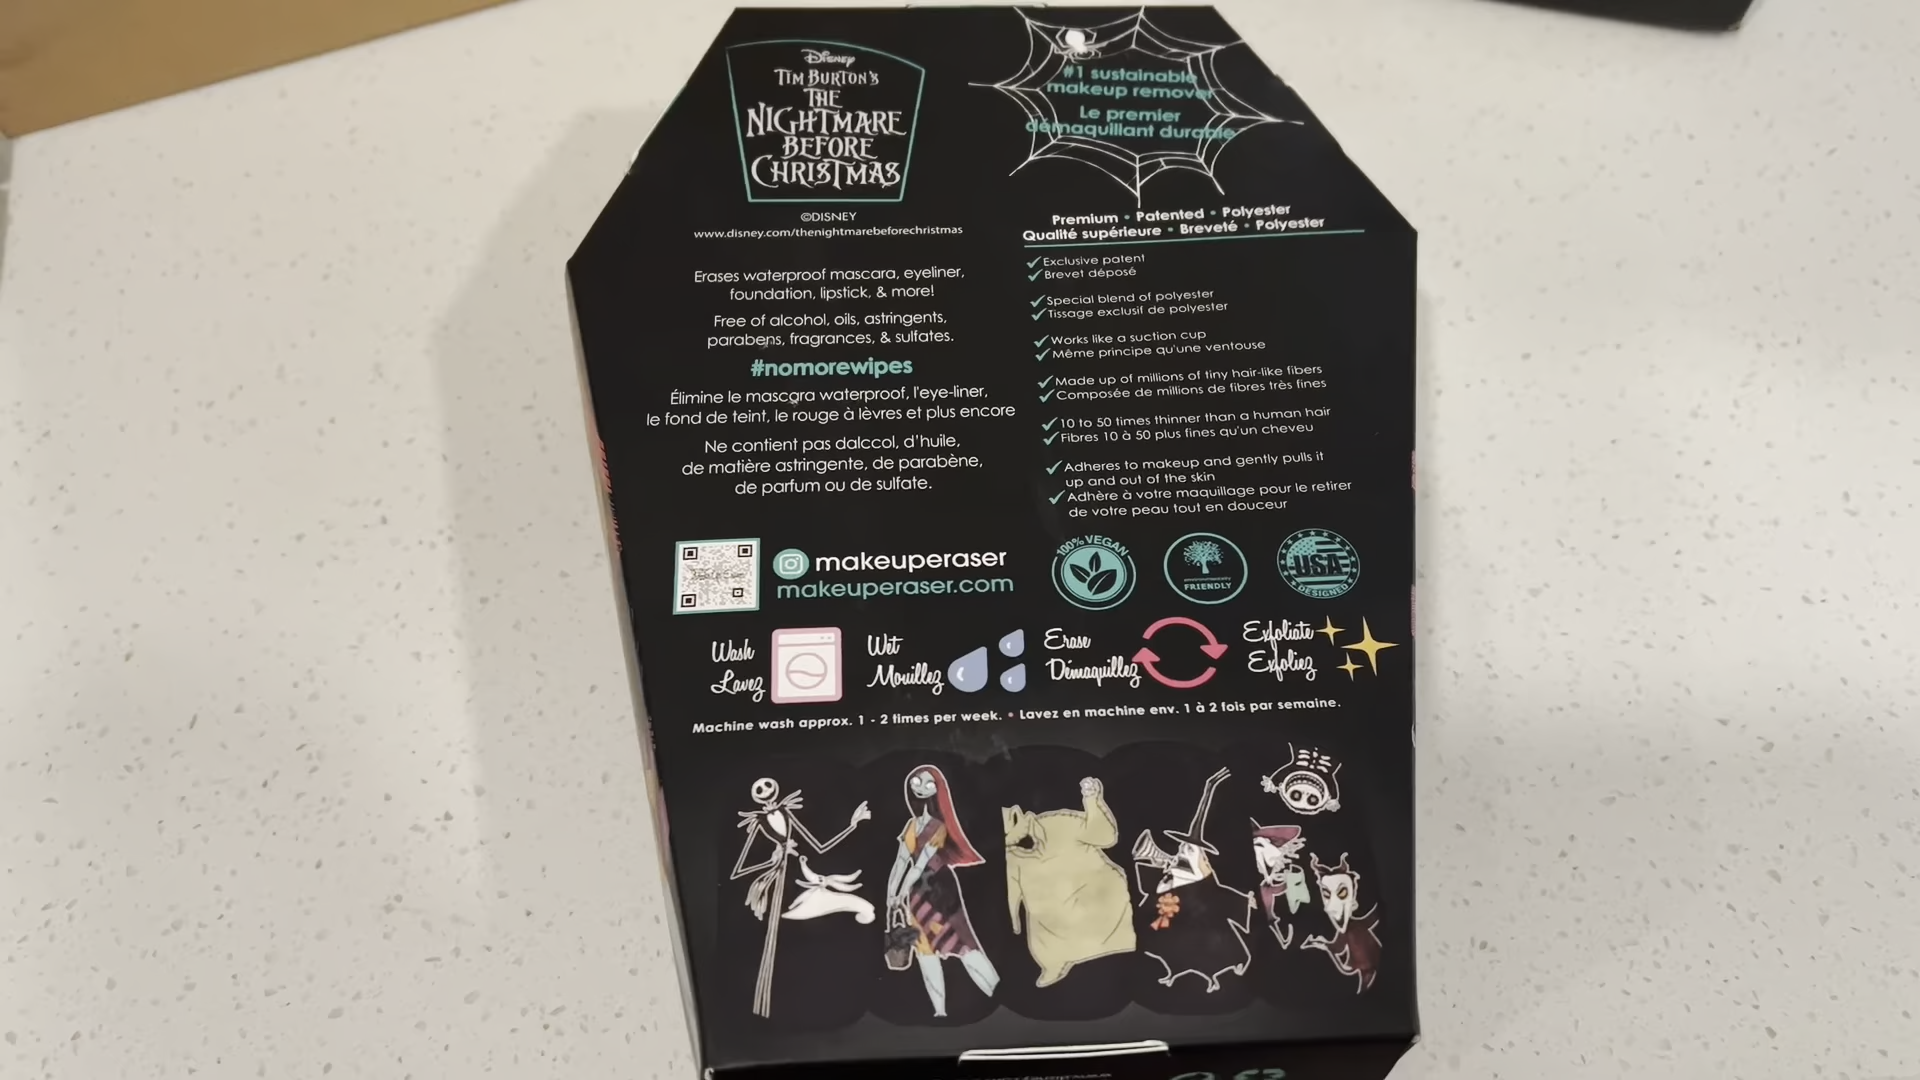 Disney
Tim Burton's
THE
NIGHTMARE
BEFORE
CHRISTMAS
©DISNEY
www.disney.com/thenightmarebeforechristmas
#1 sustainable
makeup remover
Le premier
démaquillant durable
Premium • Patented • Polyester
Qualité supérieure • Breveté • Polyester
Erases waterproof mascara, eyeliner,
foundation, lipstick, & more!
Free of alcohol, oils, astringents,
parabens, fragrances, & sulfates.
#nomorewipes
Élimine le mascara waterproof, l'eye-liner,
le fond de teint, le rouge à lèvres et plus encore
Ne contient pas dalccol, d'huile,
de matière astringente, de parabène,
de parfum ou de sulfate.
Exclusive patent
Brevet déposé
Special blend of polyester
Tissage exclusif de polyester
Works like a suction cup
Même principe qu'une ventouse
Made up of millions of tiny hair-like fibers
Composée de millions de fibres très fines
10 to 50 times thinner than a human hair
Fibres 10 à 50 plus fines qu'un cheveu
Adheres to makeup and gently pulls it
up and out of the skin
Adhère à votre maquillage pour le retirer
de votre peau tout en douceur
makeuperaser
makeuperaser.com
100% VEGAN
FRIENDLY
USA
DESIGNED
Wash
Lavez
Wet
Mouillez
Erase
Démaquillez
Exfoliate
Exfoliez
Machine wash approx. 1 - 2 times per week. • Lavez en machine env. 1 à 2 fois par semaine.